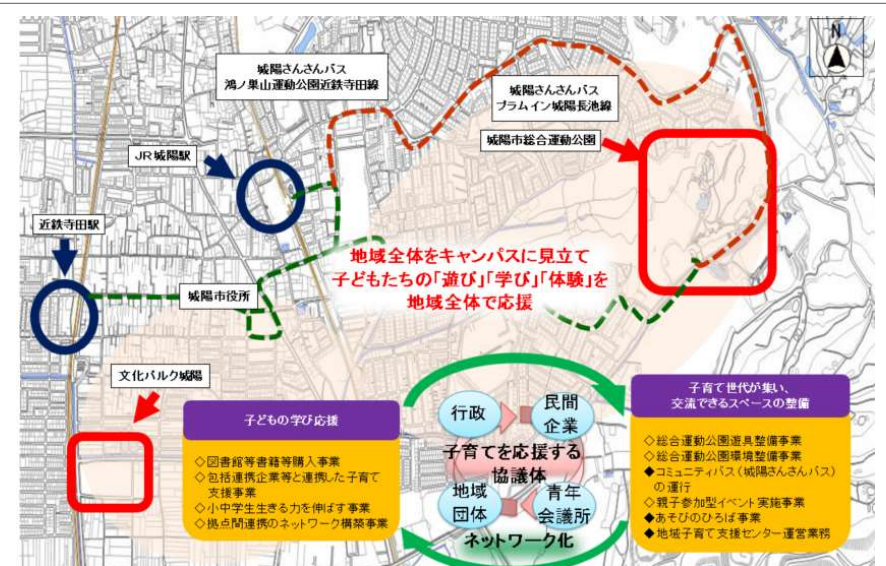 N
城陽さんさんバス
鴻ノ巣山運動公園近鉄寺田線
城陽さんさんバス
プラムイン城陽長池線
城陽市総合運動公園
JR城陽駅
近鉄寺田駅
地域全体をキャンパスに見立て
子どもたちの「遊び」「学び」「体験」を
地域全体で応援
城陽市役所
文化パルク城陽
子どもの学び応援
◇図書館等書籍等購入事業
◇包括連携企業等と連携した子育て
支援事業
◇小中学生生きる力を伸ばす事業
◇拠点間連携のネットワーク構築事業
行政
民間
企業
子育てを応援する
協議体
地域
団体
青年
会議所
ネットワーク化
子育て世代が集い、
交流できるスペースの整備
◇総合運動公園遊具整備事業
◇総合運動公園環境整備事業
◆コミュニティバス(城陽さんさんバス)
の運行
◇親子参加型イベント実施事業
◆あそびのひろば事業
◆地域子育て支援センター運営業務